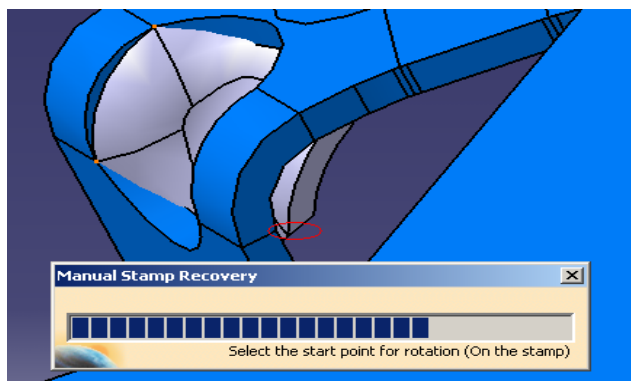 Manual Stamp Recovery
Select the start point for rotation (On the stamp)